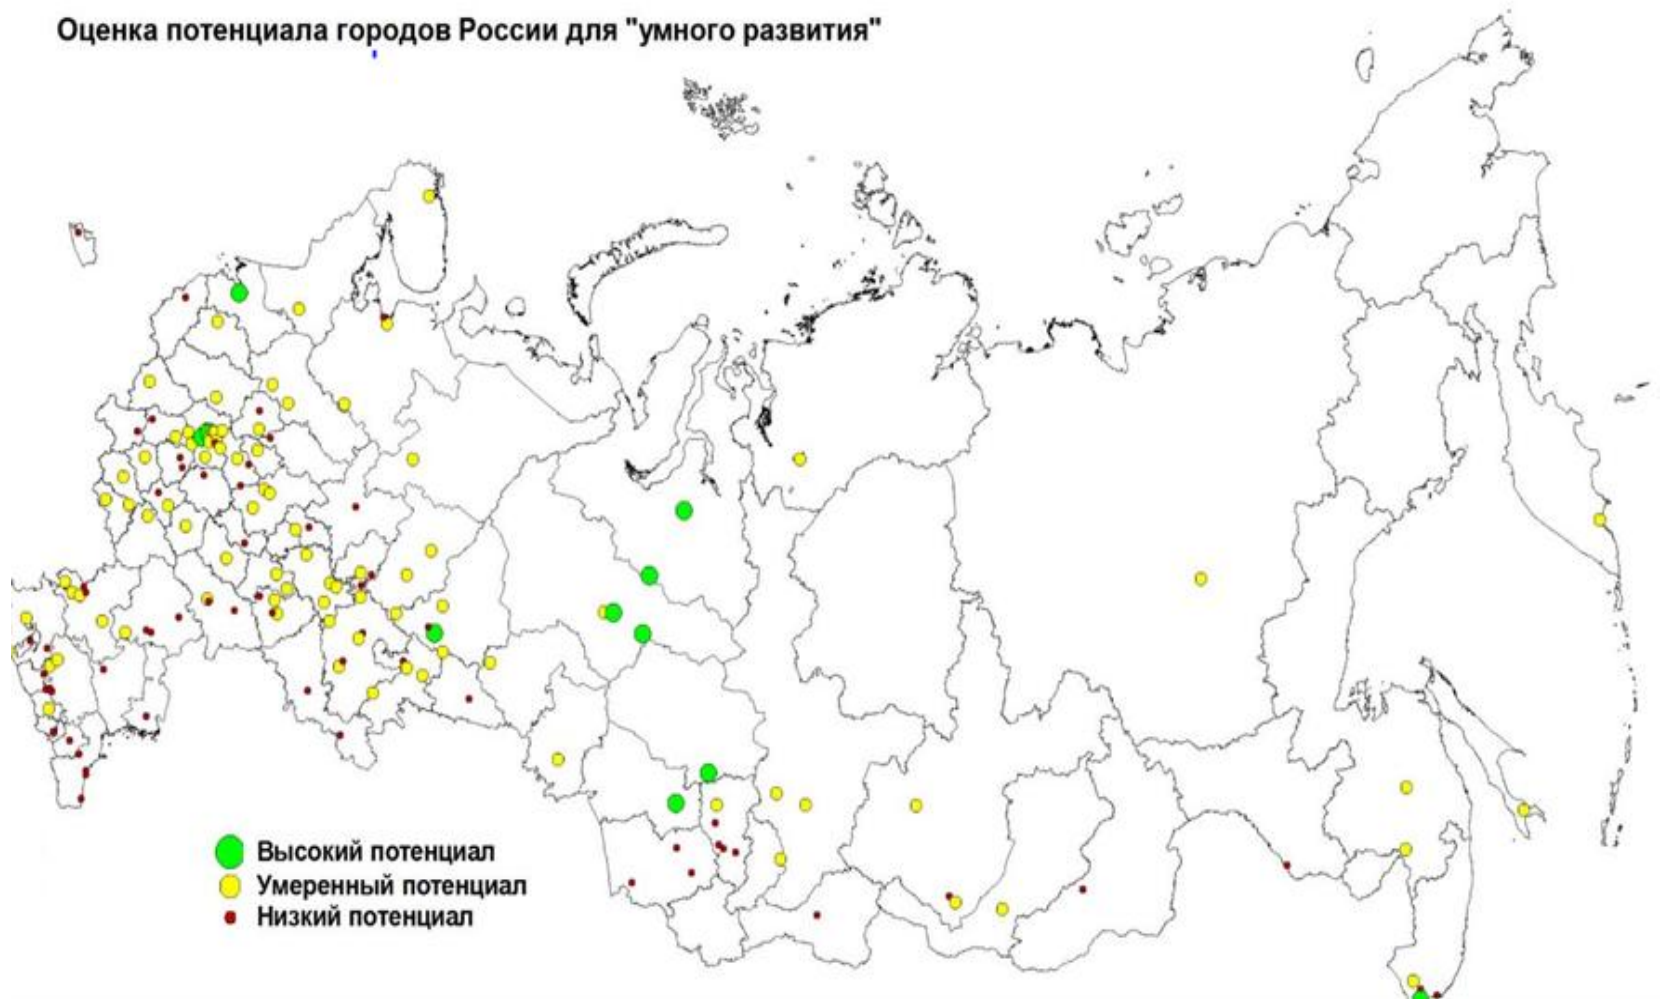 Оценка потенциала городов России для "умного развития"
Высокий потенциал
Умеренный потенциал
Низкий потенциал